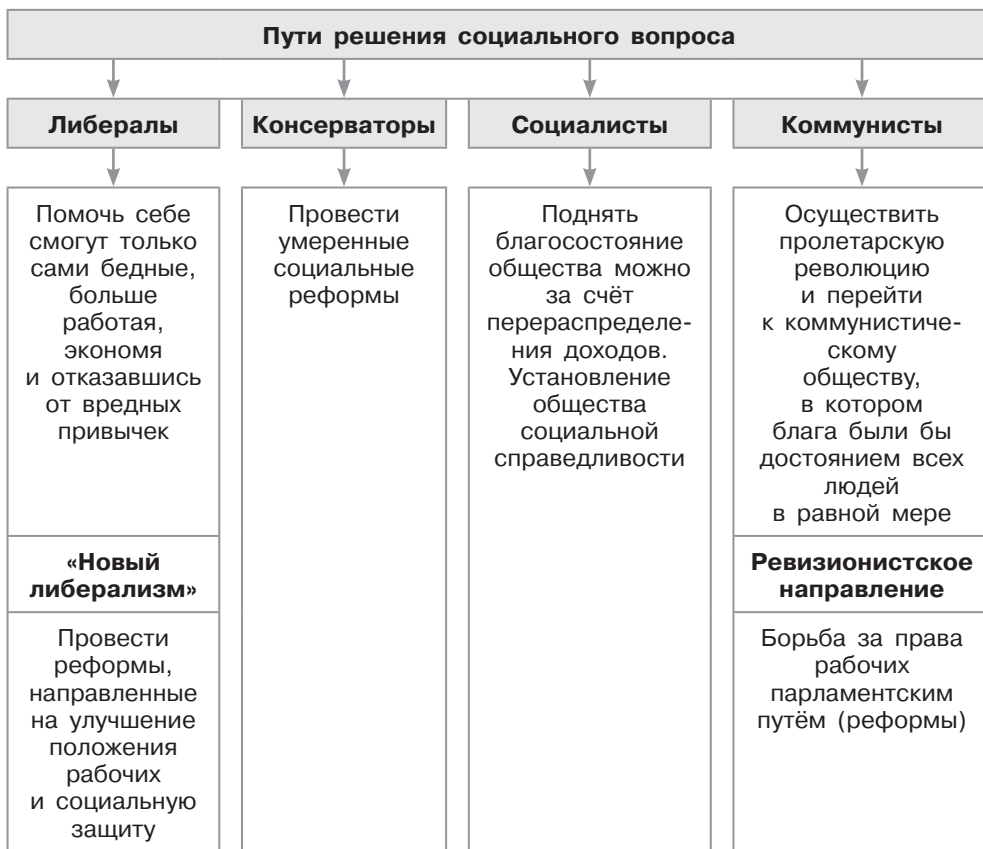 Пути решения социального вопроса
Либералы
Помочь себе
смогут только
сами бедные,
больше
работая,
экономя
и отказавшись
от вредных
привычек
«Новый
либерализм»
Провести
реформы,
направленные
на улучшение
положения
рабочих
и социальную
защиту
Консерваторы
Провести
умеренные
социальные
реформы
Социалисты
Поднять
благосостояние
общества можно
за счёт
перераспределе-
ния доходов.
Установление
общества
социальной
справедливости
Коммунисты
Осуществить
пролетарскую
революцию
и перейти
к коммунистиче-
скому
обществу,
в котором
блага были бы
достоянием всех
людей
в равной мере
Ревизионистское
направление
Борьба за права
рабочих
парламентским
путём (реформы)